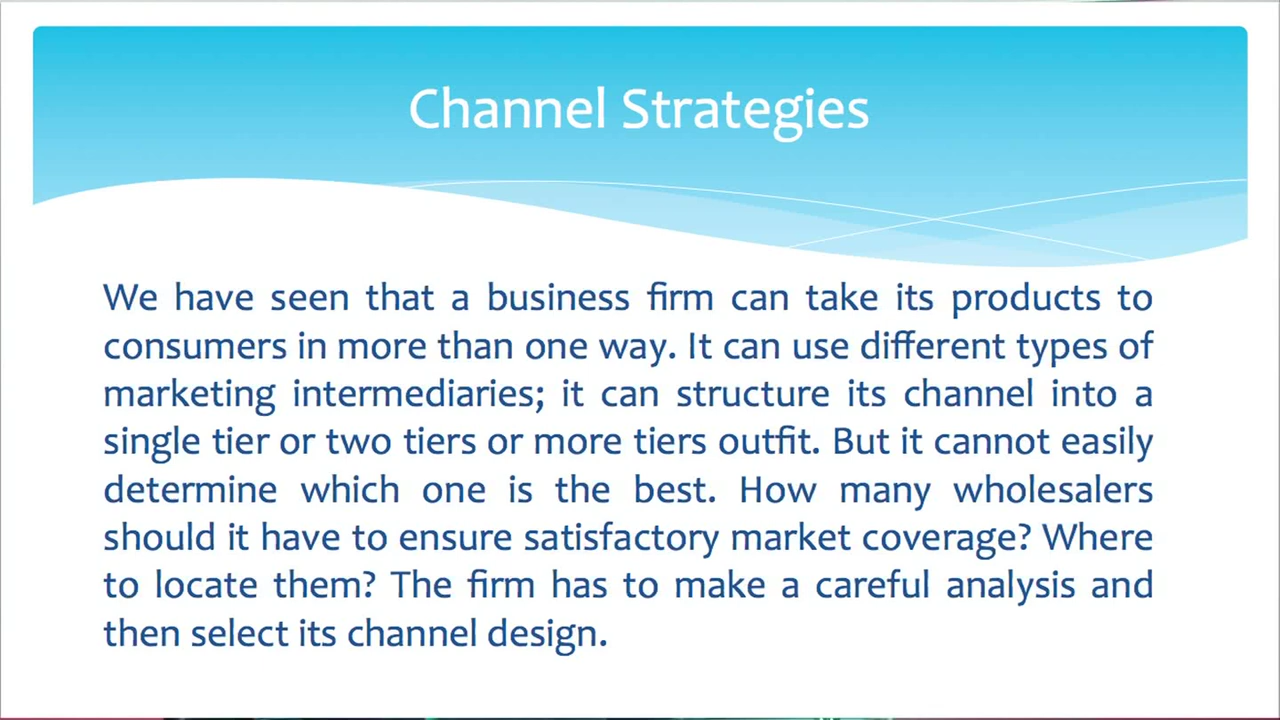 Channel Strategies
We have seen that a business firm can take its products to
consumers in more than one way. It can use different types of
marketing intermediaries; it can structure its channel into a
single tier or two tiers or more tiers outfit. But it cannot easily
determine which one is the best. How many wholesalers
should it have to ensure satisfactory market coverage? Where
to locate them? The firm has to make a careful analysis and
then select its channel design.